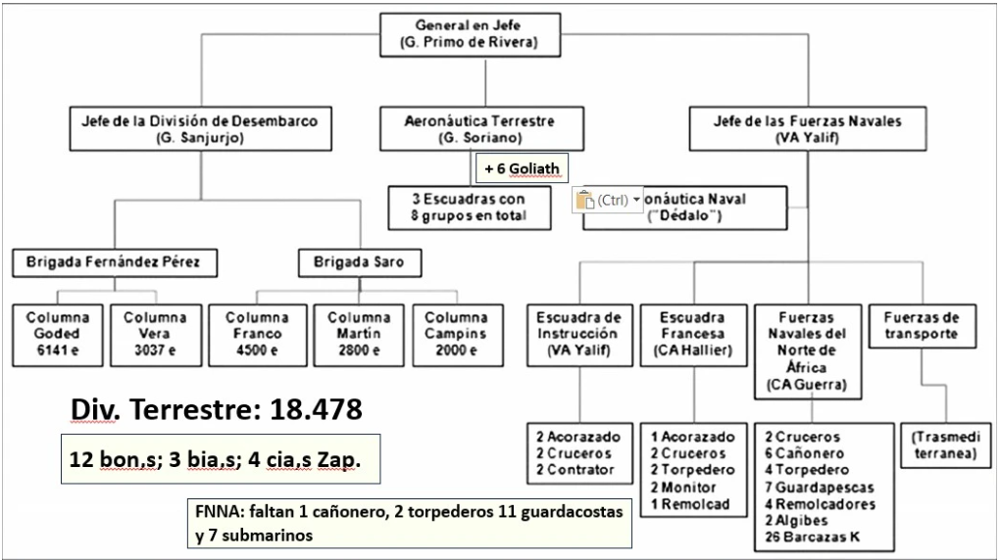 General en Jefe
(G. Primo de Rivera)
Jefe de la División de Desembarco
(G. Sanjurjo)
Aeronáutica Terrestre
(G. Soriano)
Jefe de las Fuerzas Navales
(VA Yalif)
+ 6 Goliath
3 Escuadras con
8 grupos en total
(Ctrl)
onáutica Naval
("Dédalo")
Brigada Fernández Pérez
Brigada Saro
Columna
Goded
6141 e
Columna
Vera
3037 e
Columna
Franco
4500 e
Columna
Martín
2800 e
Columna
Campins
2000 e
Escuadra de
Instrucción
(VA Yalif)
Escuadra
Francesa
(CA Hallier)
Fuerzas
Navales del
Norte de
África
(CA Guerra)
Fuerzas de
transporte
Div. Terrestre: 18.478
12 bon,s; 3 bia,s; 4 cia,s Zap.
2 Acorazado
2 Cruceros
2 Contrator
1 Acorazado
2 Cruceros
2 Torpedero
2 Monitor
1 Remolcad
2 Cruceros
6 Cañonero
4 Torpedero
7 Guardapescas
4 Remolcadores
2 Algibes
26 Barcazas K
(Trasmedi
terranea)
FNNA: faltan 1 cañonero, 2 torpederos 11 guardacostas
y 7 submarinos